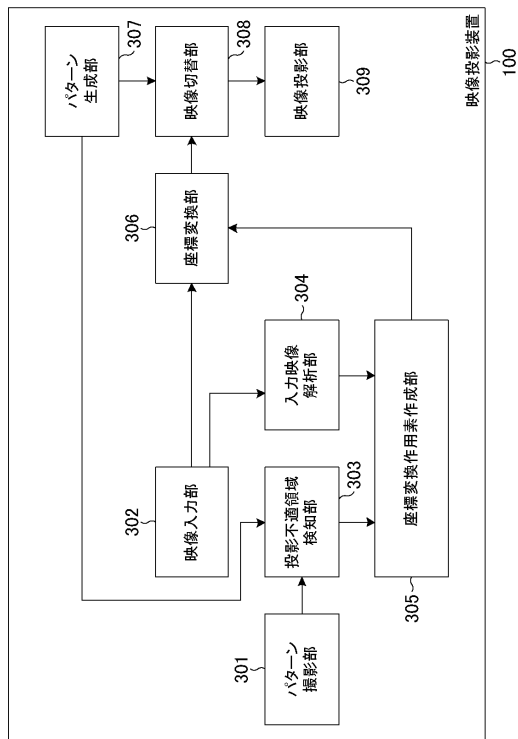 パターン
生成部
307
映像切替部
308
映像投影部
309
座標変換部
306
入力映像
解析部
304
映像入力部
302
投影不適領域
検知部
303
パターン
撮影部
301
座標変換作用素作成部
305
映像投影装置
100